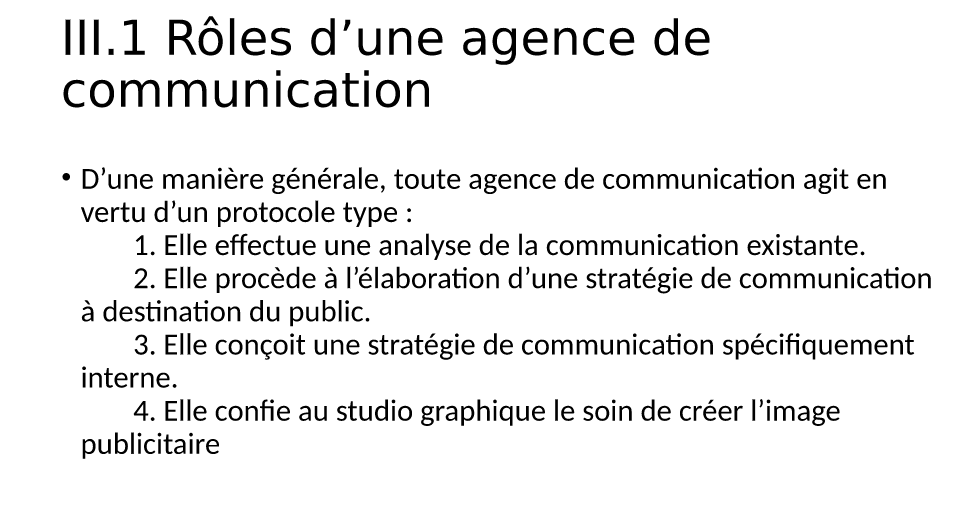 III.1 Rôles d’une agence de
communication
• D’une manière générale, toute agence de communication agit en
vertu d’un protocole type :
1. Elle effectue une analyse de la communication existante.
2. Elle procède à l’élaboration d’une stratégie de communication
à destination du public.
3. Elle conçoit une stratégie de communication spécifiquement
interne.
4. Elle confie au studio graphique le soin de créer l’image
publicitaire